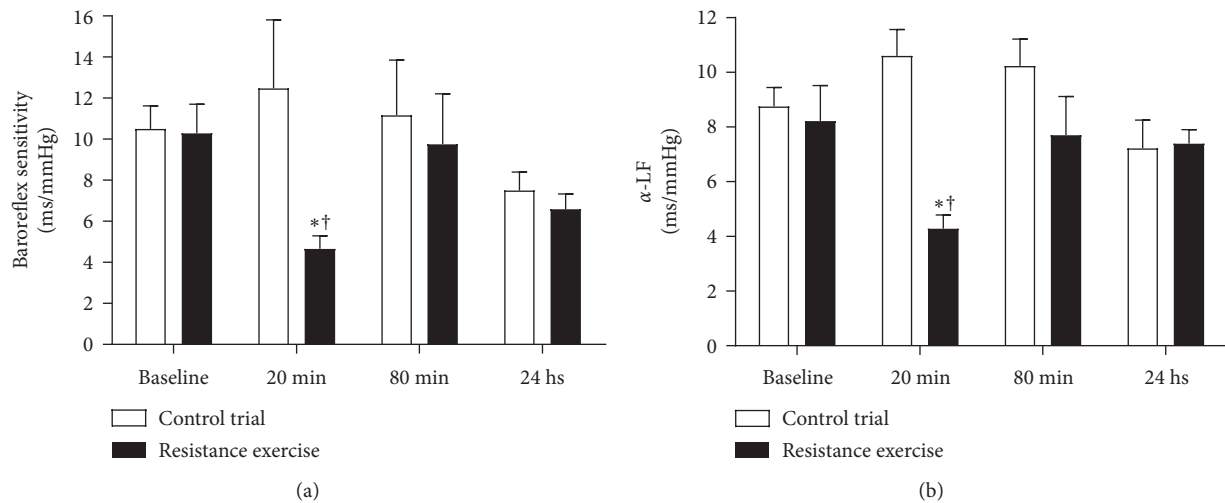 16
14
12
10
8
6
4
2
0
Baroreflex sensitivity
(ms/mmHg)
*†
Baseline 20 min 80 min 24 hs
Control trial
Resistance exercise
(a)
12
10
8
6
4
2
0
α-LF
(ms/mmHg)
*†
Baseline 20 min 80 min 24 hs
Control trial
Resistance exercise
(b)